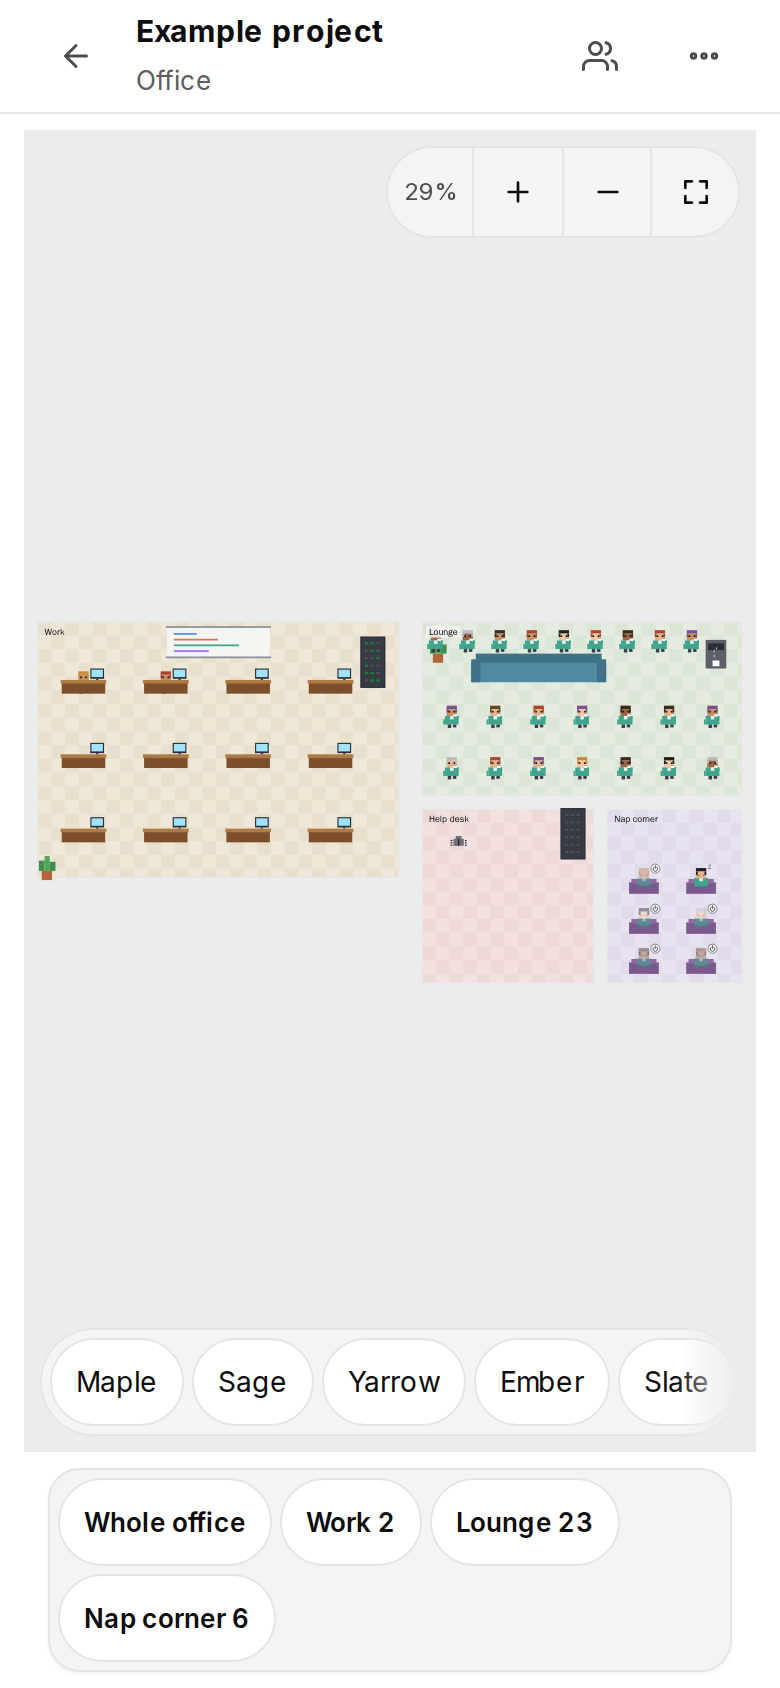 Example project
Office
29%
Work
Lounge
Help desk
Nap corner
z
Maple
Sage
Yarrow
Ember
Slate
Whole office
Work 2
Lounge 23
Nap corner 6